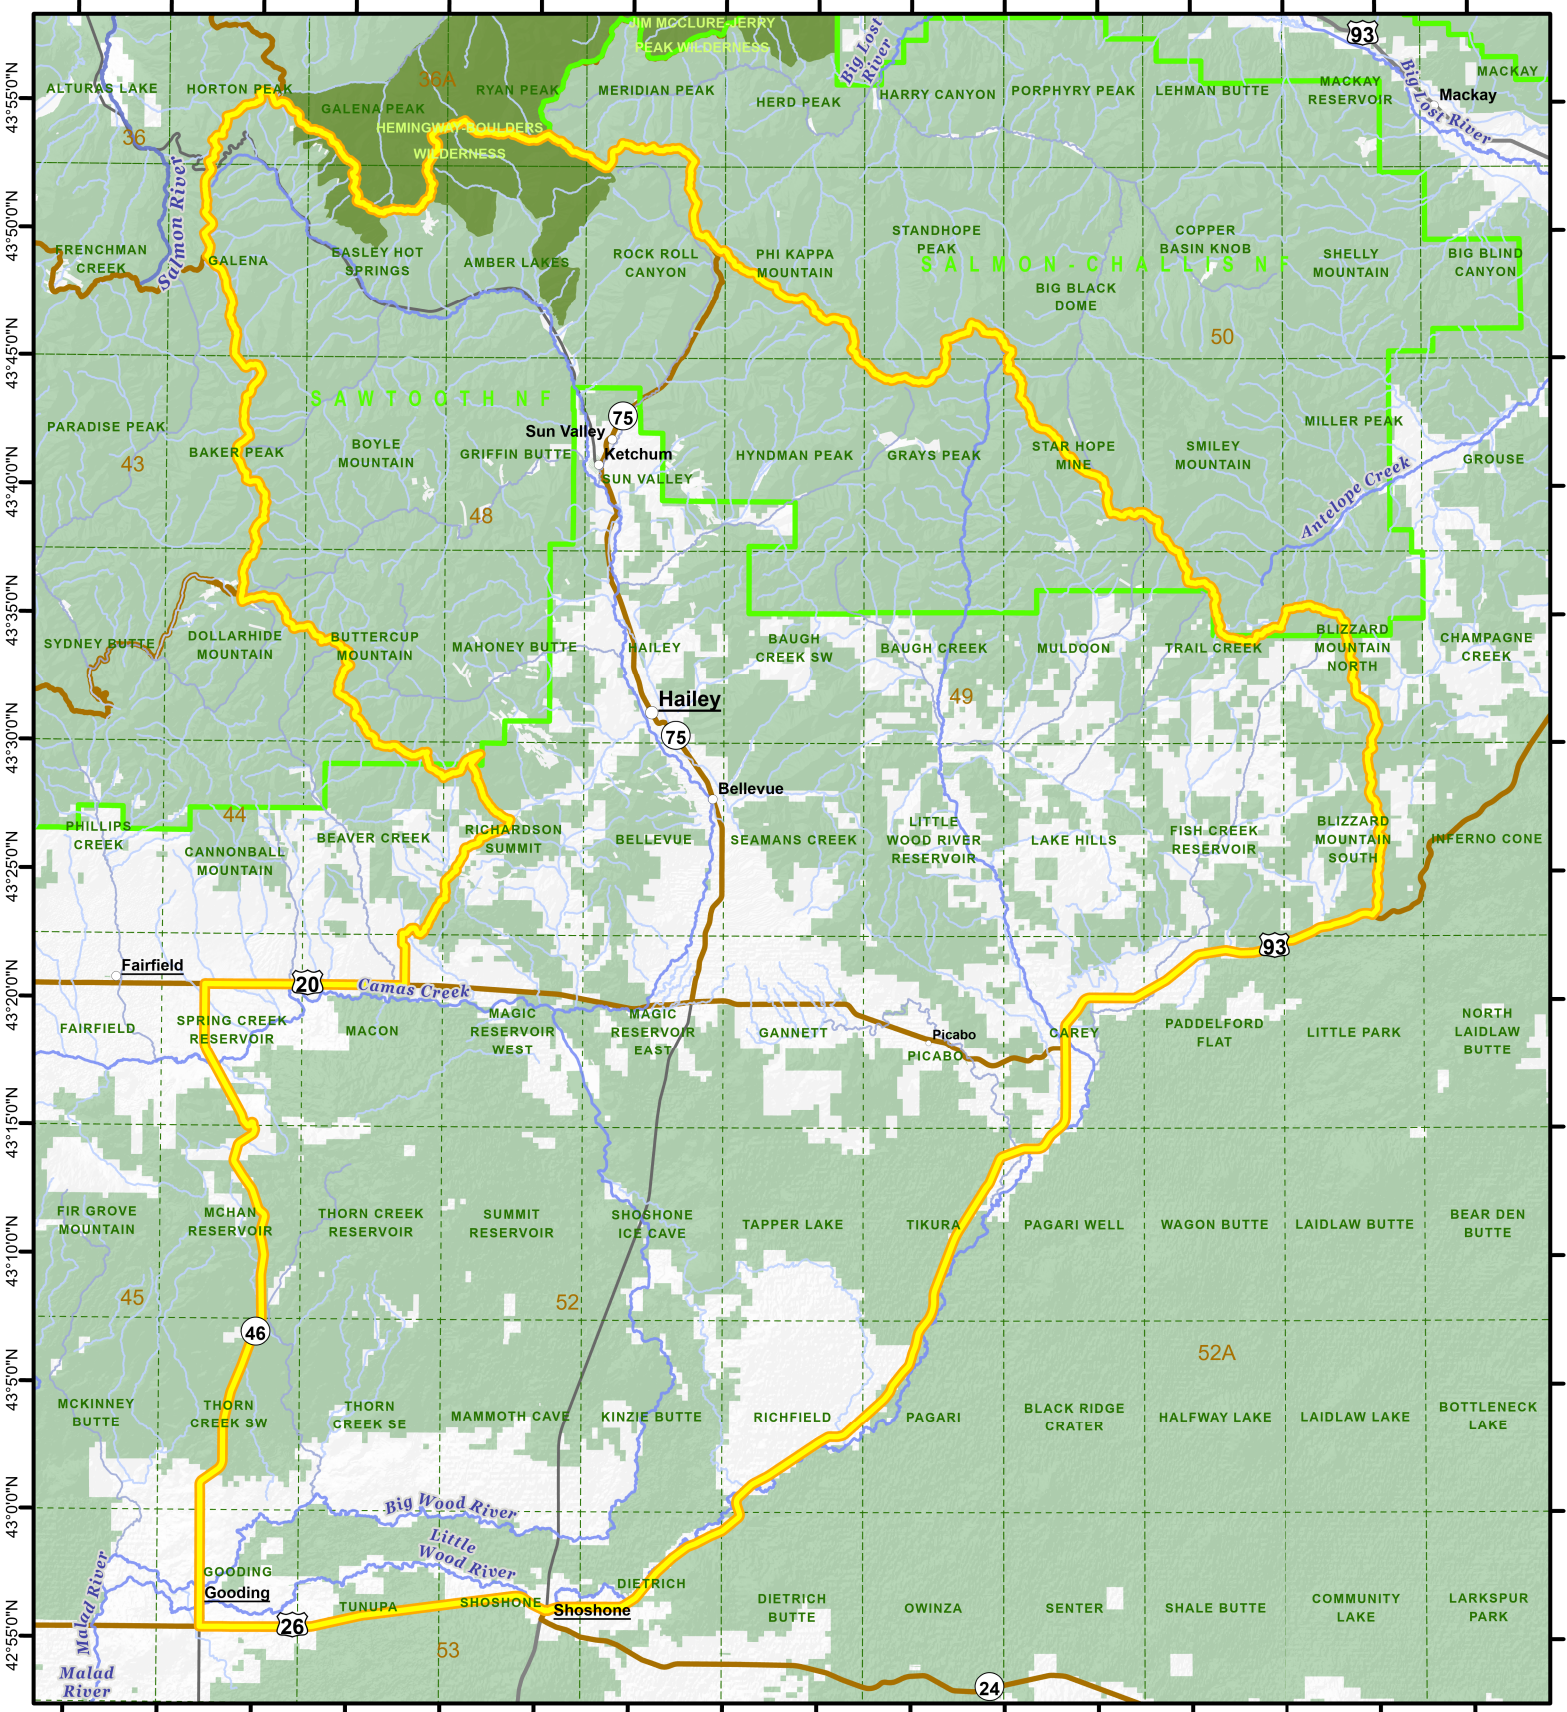 JIM MCCLURE-JERRY
PEAK WILDERNESS
Big Lost
River
93
43°55'0"N
ALTURAS LAKE
HORTON PEAK
36A
GALENA PEAK
RYAN PEAK
MERIDIAN PEAK
HERD PEAK
HARRY CANYON
PORPHYRY PEAK
LEHMAN BUTTE
MACKAY
RESERVOIR
MACKAY
Mackay
Big Lost River
36
HEMINGWAY-BOULDERS
WILDERNESS
Salmon River
43°50'0"N
FRENCHMAN
CREEK
GALENA
EASLEY HOT
SPRINGS
AMBER LAKES
ROCK ROLL
CANYON
PHI KAPPA
MOUNTAIN
STANDHOPE
PEAK
SALMON-CHALLIS NF
COPPER
BASIN KNOB
SHELLY
MOUNTAIN
BIG BLIND
CANYON
BIG BLACK
DOME
50
43°45'0"N
SAWTOOTH NF
PARADISE PEAK
43
BAKER PEAK
BOYLE
MOUNTAIN
GRIFFIN BUTTE
75
Sun Valley
Ketchum
SUN VALLEY
HYNDMAN PEAK
GRAYS PEAK
STAR HOPE
MINE
SMILEY
MOUNTAIN
MILLER PEAK
GROUSE
Antelope Creek
43°40'0"N
48
43°35'0"N
SYDNEY BUTTE
DOLLARHIDE
MOUNTAIN
BUTTERCUP
MOUNTAIN
MAHONEY BUTTE
HAILEY
BAUGH
CREEK SW
BAUGH CREEK
MULDOON
TRAIL CREEK
BLIZZARD
MOUNTAIN
NORTH
CHAMPAGNE
CREEK
49
Hailey
75
43°30'0"N
Bellevue
44
PHILLIPS
CREEK
CANNONBALL
MOUNTAIN
BEAVER CREEK
RICHARDSON
SUMMIT
BELLEVUE
SEAMANS CREEK
LITTLE
WOOD RIVER
RESERVOIR
LAKE HILLS
FISH CREEK
RESERVOIR
BLIZZARD
MOUNTAIN
SOUTH
INFERNO CONE
43°25'0"N
93
Fairfield
20
Camas Creek
43°20'0"N
FAIRFIELD
SPRING CREEK
RESERVOIR
MACON
MAGIC
RESERVOIR
WEST
MAGIC
RESERVOIR
EAST
GANNETT
Picabo
PICABO
CAREY
PADDELFORD
FLAT
LITTLE PARK
NORTH
LAIDLAW
BUTTE
43°15'0"N
FIR GROVE
MOUNTAIN
MCHAN
RESERVOIR
THORN CREEK
RESERVOIR
SUMMIT
RESERVOIR
SHOSHONE
ICE CAVE
TAPPER LAKE
TIKURA
PAGARI WELL
WAGON BUTTE
LAIDLAW BUTTE
BEAR DEN
BUTTE
43°10'0"N
45
52
46
52A
43°5'0"N
MCKINNEY
BUTTE
THORN
CREEK SW
THORN
CREEK SE
MAMMOTH CAVE
KINZIE BUTTE
RICHFIELD
PAGARI
BLACK RIDGE
CRATER
HALFWAY LAKE
LAIDLAW LAKE
BOTTLENECK
LAKE
43°0'0"N
Big Wood River
Little
Wood River
Malad River
GOODING
Gooding
TUNUPA
SHOSHONE
Shoshone
DIETRICH
DIETRICH
BUTTE
OWINZA
SENTER
SHALE BUTTE
COMMUNITY
LAKE
LARKSPUR
PARK
26
42°55'0"N
53
Malad
River
24